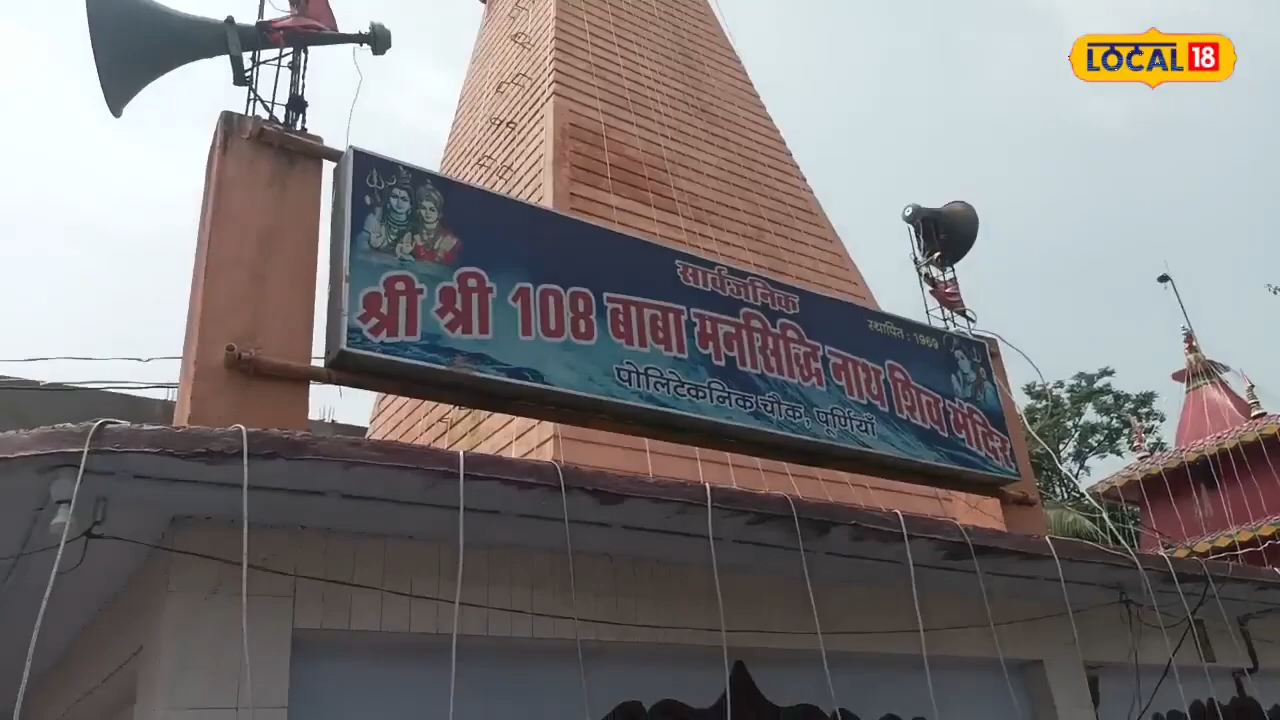 LOCAL 18
सार्वजनिक
श्री श्री 108 बाबा मनसिद्धि नाथ शिव मंदिर
स्थापित : 1969
पोलिटेकनिक चौक, पूर्णियाँ